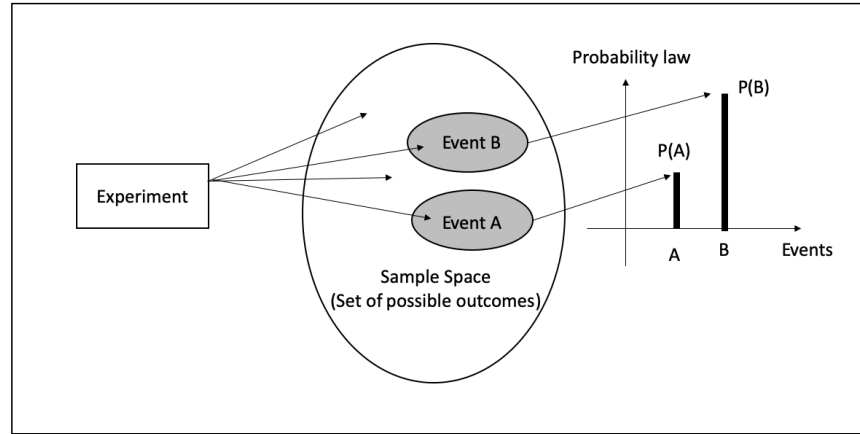 Experiment
Event B
Event A
Sample Space
(Set of possible outcomes)
Probability law
P(B)
P(A)
A
B
Events